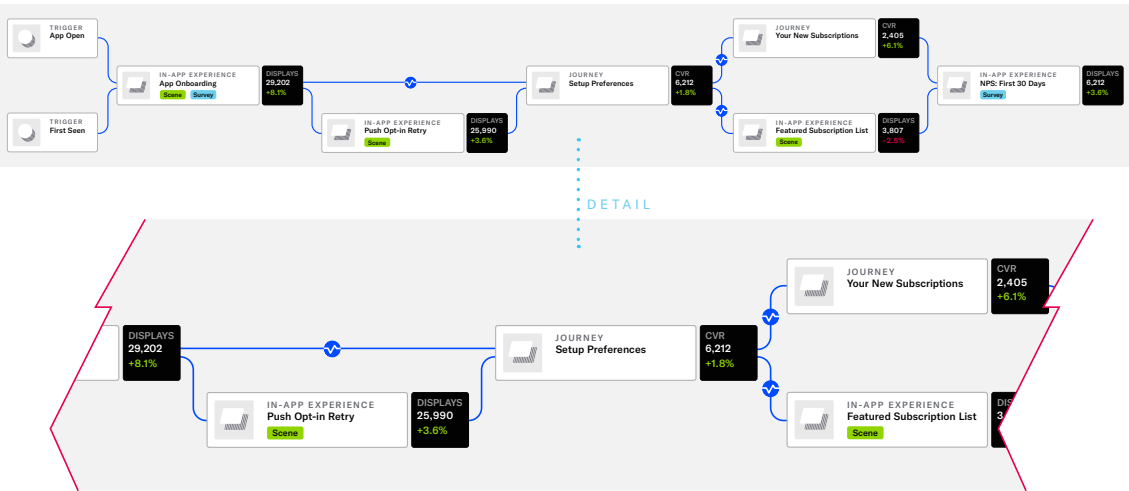 TRIGGER
App Open
IN-APP EXPERIENCE
App Onboarding
Scene
Survey
DISPLAYS
29,202
+8.1%
TRIGGER
First Seen
IN-APP EXPERIENCE
Push Opt-in Retry
Scene
DISPLAYS
25,990
+3.6%
JOURNEY
Setup Preferences
CVR
6,212
+1.8%
JOURNEY
Your New Subscriptions
CVR
2,405
+6.1%
IN-APP EXPERIENCE
Featured Subscription List
Scene
DISPLAYS
3,807
-2.8%
IN-APP EXPERIENCE
NPS: First 30 Days
Survey
DISPLAYS
6,212
+3.6%
DETAIL
DISPLAYS
29,202
+8.1%
IN-APP EXPERIENCE
Push Opt-in Retry
Scene
DISPLAYS
25,990
+3.6%
JOURNEY
Setup Preferences
CVR
6,212
+1.8%
JOURNEY
Your New Subscriptions
CVR
2,405
+6.1%
IN-APP EXPERIENCE
Featured Subscription List
Scene